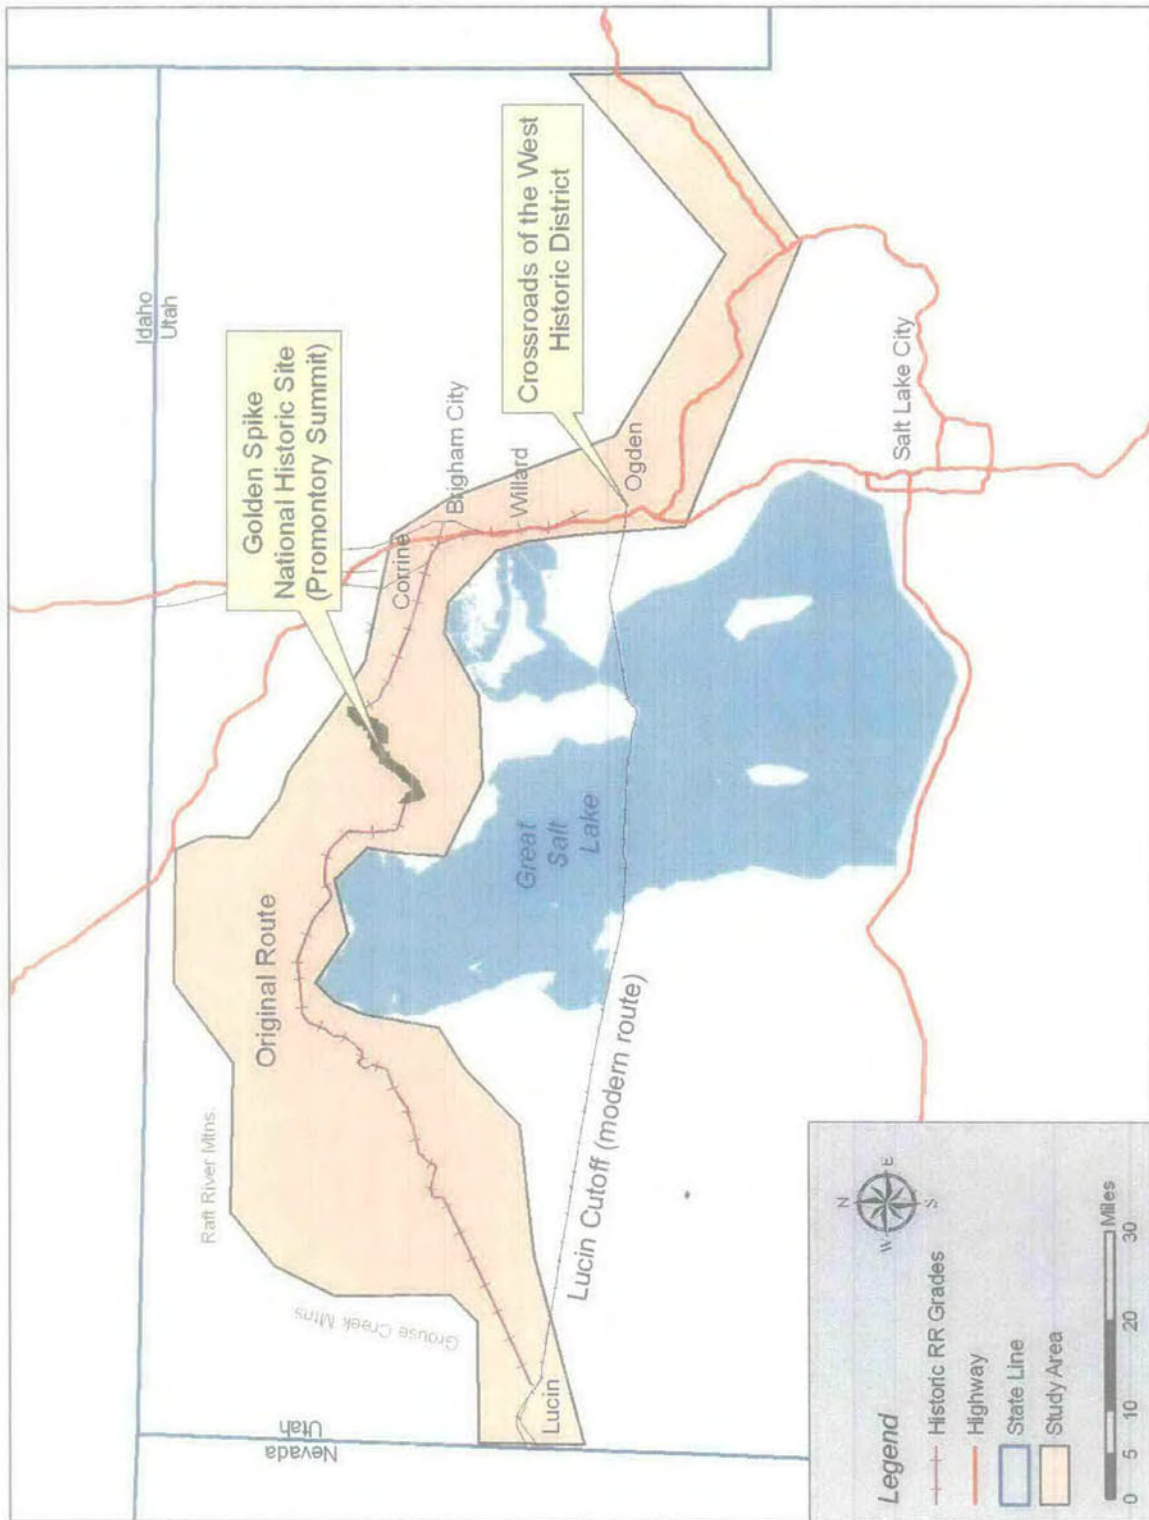 Idaho
Utah
Nevada
Utah
Golden Spike
National Historic Site
(Promontory Summit)
Crossroads of the West
Historic District
Raft River Mtns.
Grouse Creek Mtns
Original Route
Corrine
Brigham City
Willard
Ogden
Great
Salt
Lake
Lucin
Lucin Cutoff (modern route)
Salt Lake City
Legend
Historic RR Grades
Highway
State Line
Study Area
N
W
E
S
0 5 10 20 30
Miles